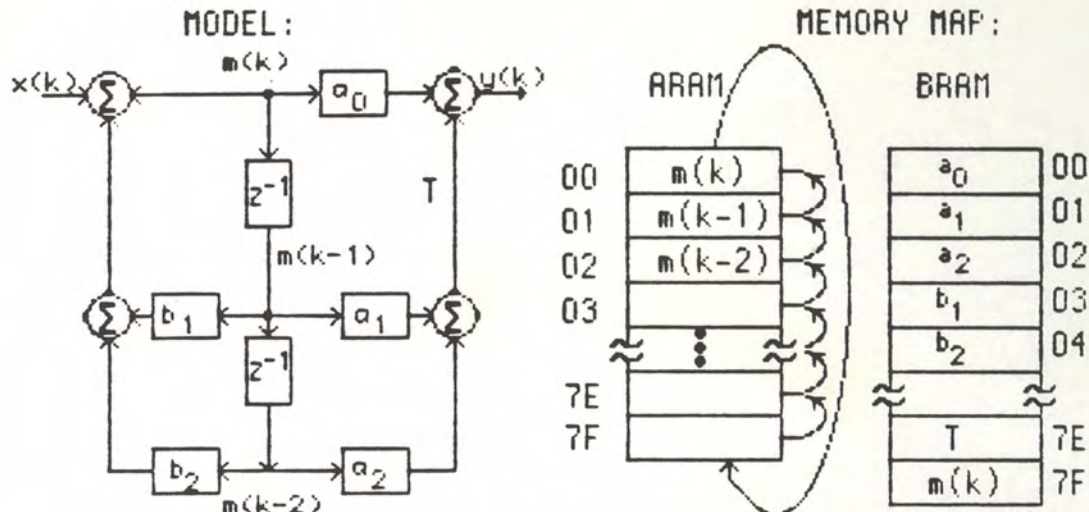 MODEL:
x(k)
Σ
m(k)
a0
Σ
y(k)
z-1
T
m(k-1)
Σ
b1
a1
Σ
z-1
b2
a2
m(k-2)
MEMORY MAP:
ARAM
00 m(k)
01 m(k-1)
02 m(k-2)
03
7E
7F
BRAM
a0 00
a1 01
a2 02
b1 03
b2 04
T 7E
m(k) 7F